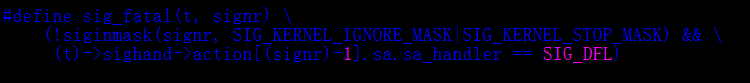 #define sig_fatal(t, signr) \
(!siginmask(signr, SIG_KERNEL_IGNORE_MASK|SIG_KERNEL_STOP_MASK) && \
(t)->sighand->action[(signr)-1].sa.sa_handler == SIG_DFL)